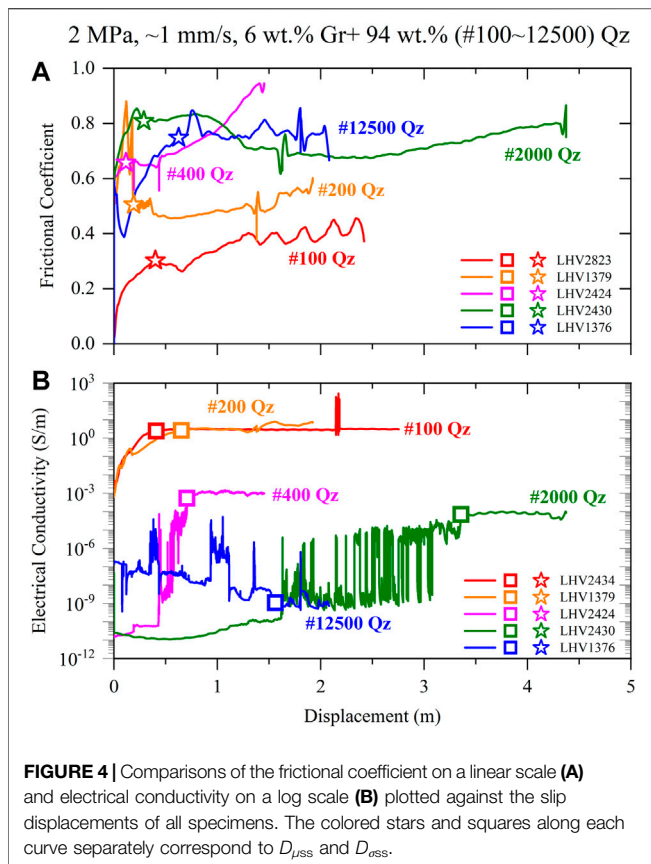 2 MPa, ~1 mm/s, 6 wt.% Gr+ 94 wt.% (#100~12500) Qz
A
1.0
0.8
0.6
0.4
0.2
0.0
Frictional Coefficient
#12500 Qz
#2000 Qz
#400 Qz
#200 Qz
#100 Qz
LHV2823
LHV1379
LHV2424
LHV2430
LHV1376
B
10³
10⁰
10⁻³
10⁻⁶
10⁻⁹
10⁻¹²
Electrical Conductivity (S/m)
#200 Qz
#100 Qz
#400 Qz
#2000 Qz
#12500 Qz
LHV2434
LHV1379
LHV2424
LHV2430
LHV1376
0 1 2 3 4 5
Displacement (m)
FIGURE 4 | Comparisons of the frictional coefficient on a linear scale (A)
and electrical conductivity on a log scale (B) plotted against the slip
displacements of all specimens. The colored stars and squares along each
curve separately correspond to Dμss and Dσss.